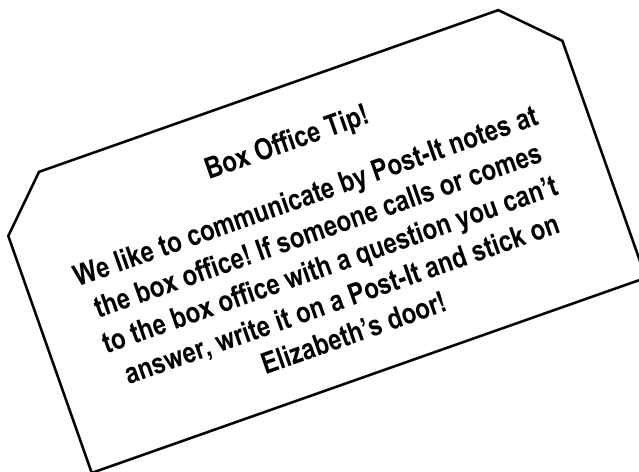 Box Office Tip!
We like to communicate by Post-It notes at
the box office! If someone calls or comes
to the box office with a question you can’t
answer, write it on a Post-It and stick on
Elizabeth’s door!